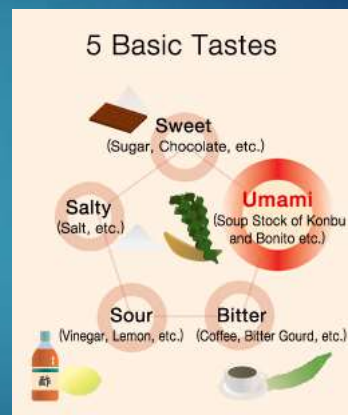 5 Basic Tastes
Sweet
(Sugar, Chocolate, etc.)
Umami
(Soup Stock of Konbu
and Bonito etc.)
Salty
(Salt, etc.)
Sour
(Vinegar, Lemon, etc.)
Bitter
(Coffee, Bitter Gourd, etc.)
酢